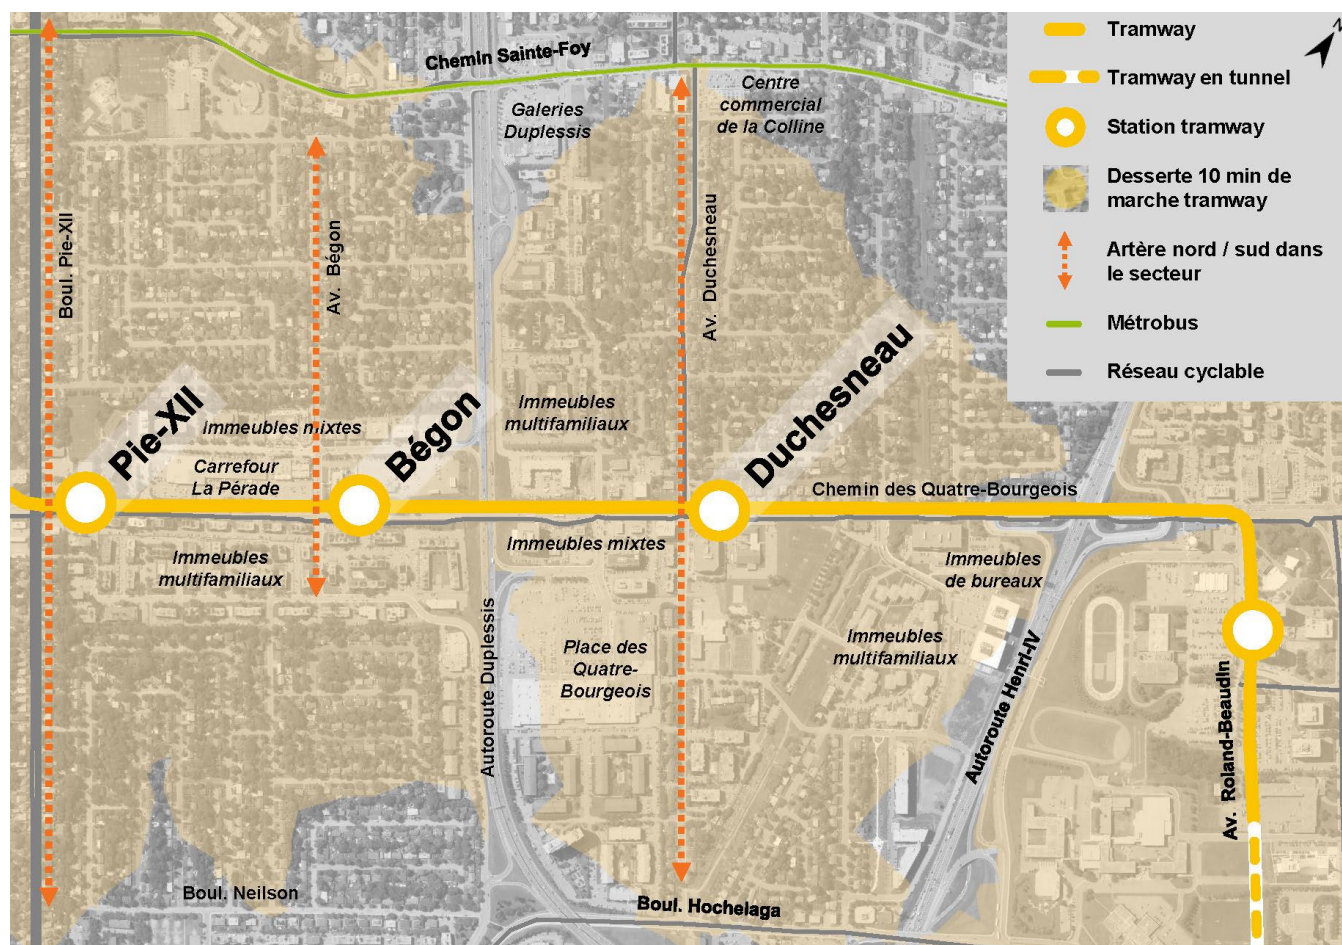 Chemin Sainte-Foy
Galeries
Duplessis
Centre
commercial
de la Colline
Boul. Pie-XII
Av. Bégon
Av. Duchesneau
Pie-XII
Bégon
Duchesneau
Immeubles mixtes
Carrefour
La Pérade
Immeubles
multifamiliaux
Chemin des Quatre-Bourgeois
Immeubles
multifamiliaux
Immeubles mixtes
Immeubles
de bureaux
Autoroute Duplessis
Place des
Quatre-
Bourgeois
Immeubles
multifamiliaux
Autoroute Henri-IV
Av. Roland-Beaudin
Boul. Neilson
Boul. Hochelaga
N
Tramway
Tramway en tunnel
Station tramway
Desserte 10 min de
marche tramway
Artère nord / sud dans
le secteur
Métrobus
Réseau cyclable